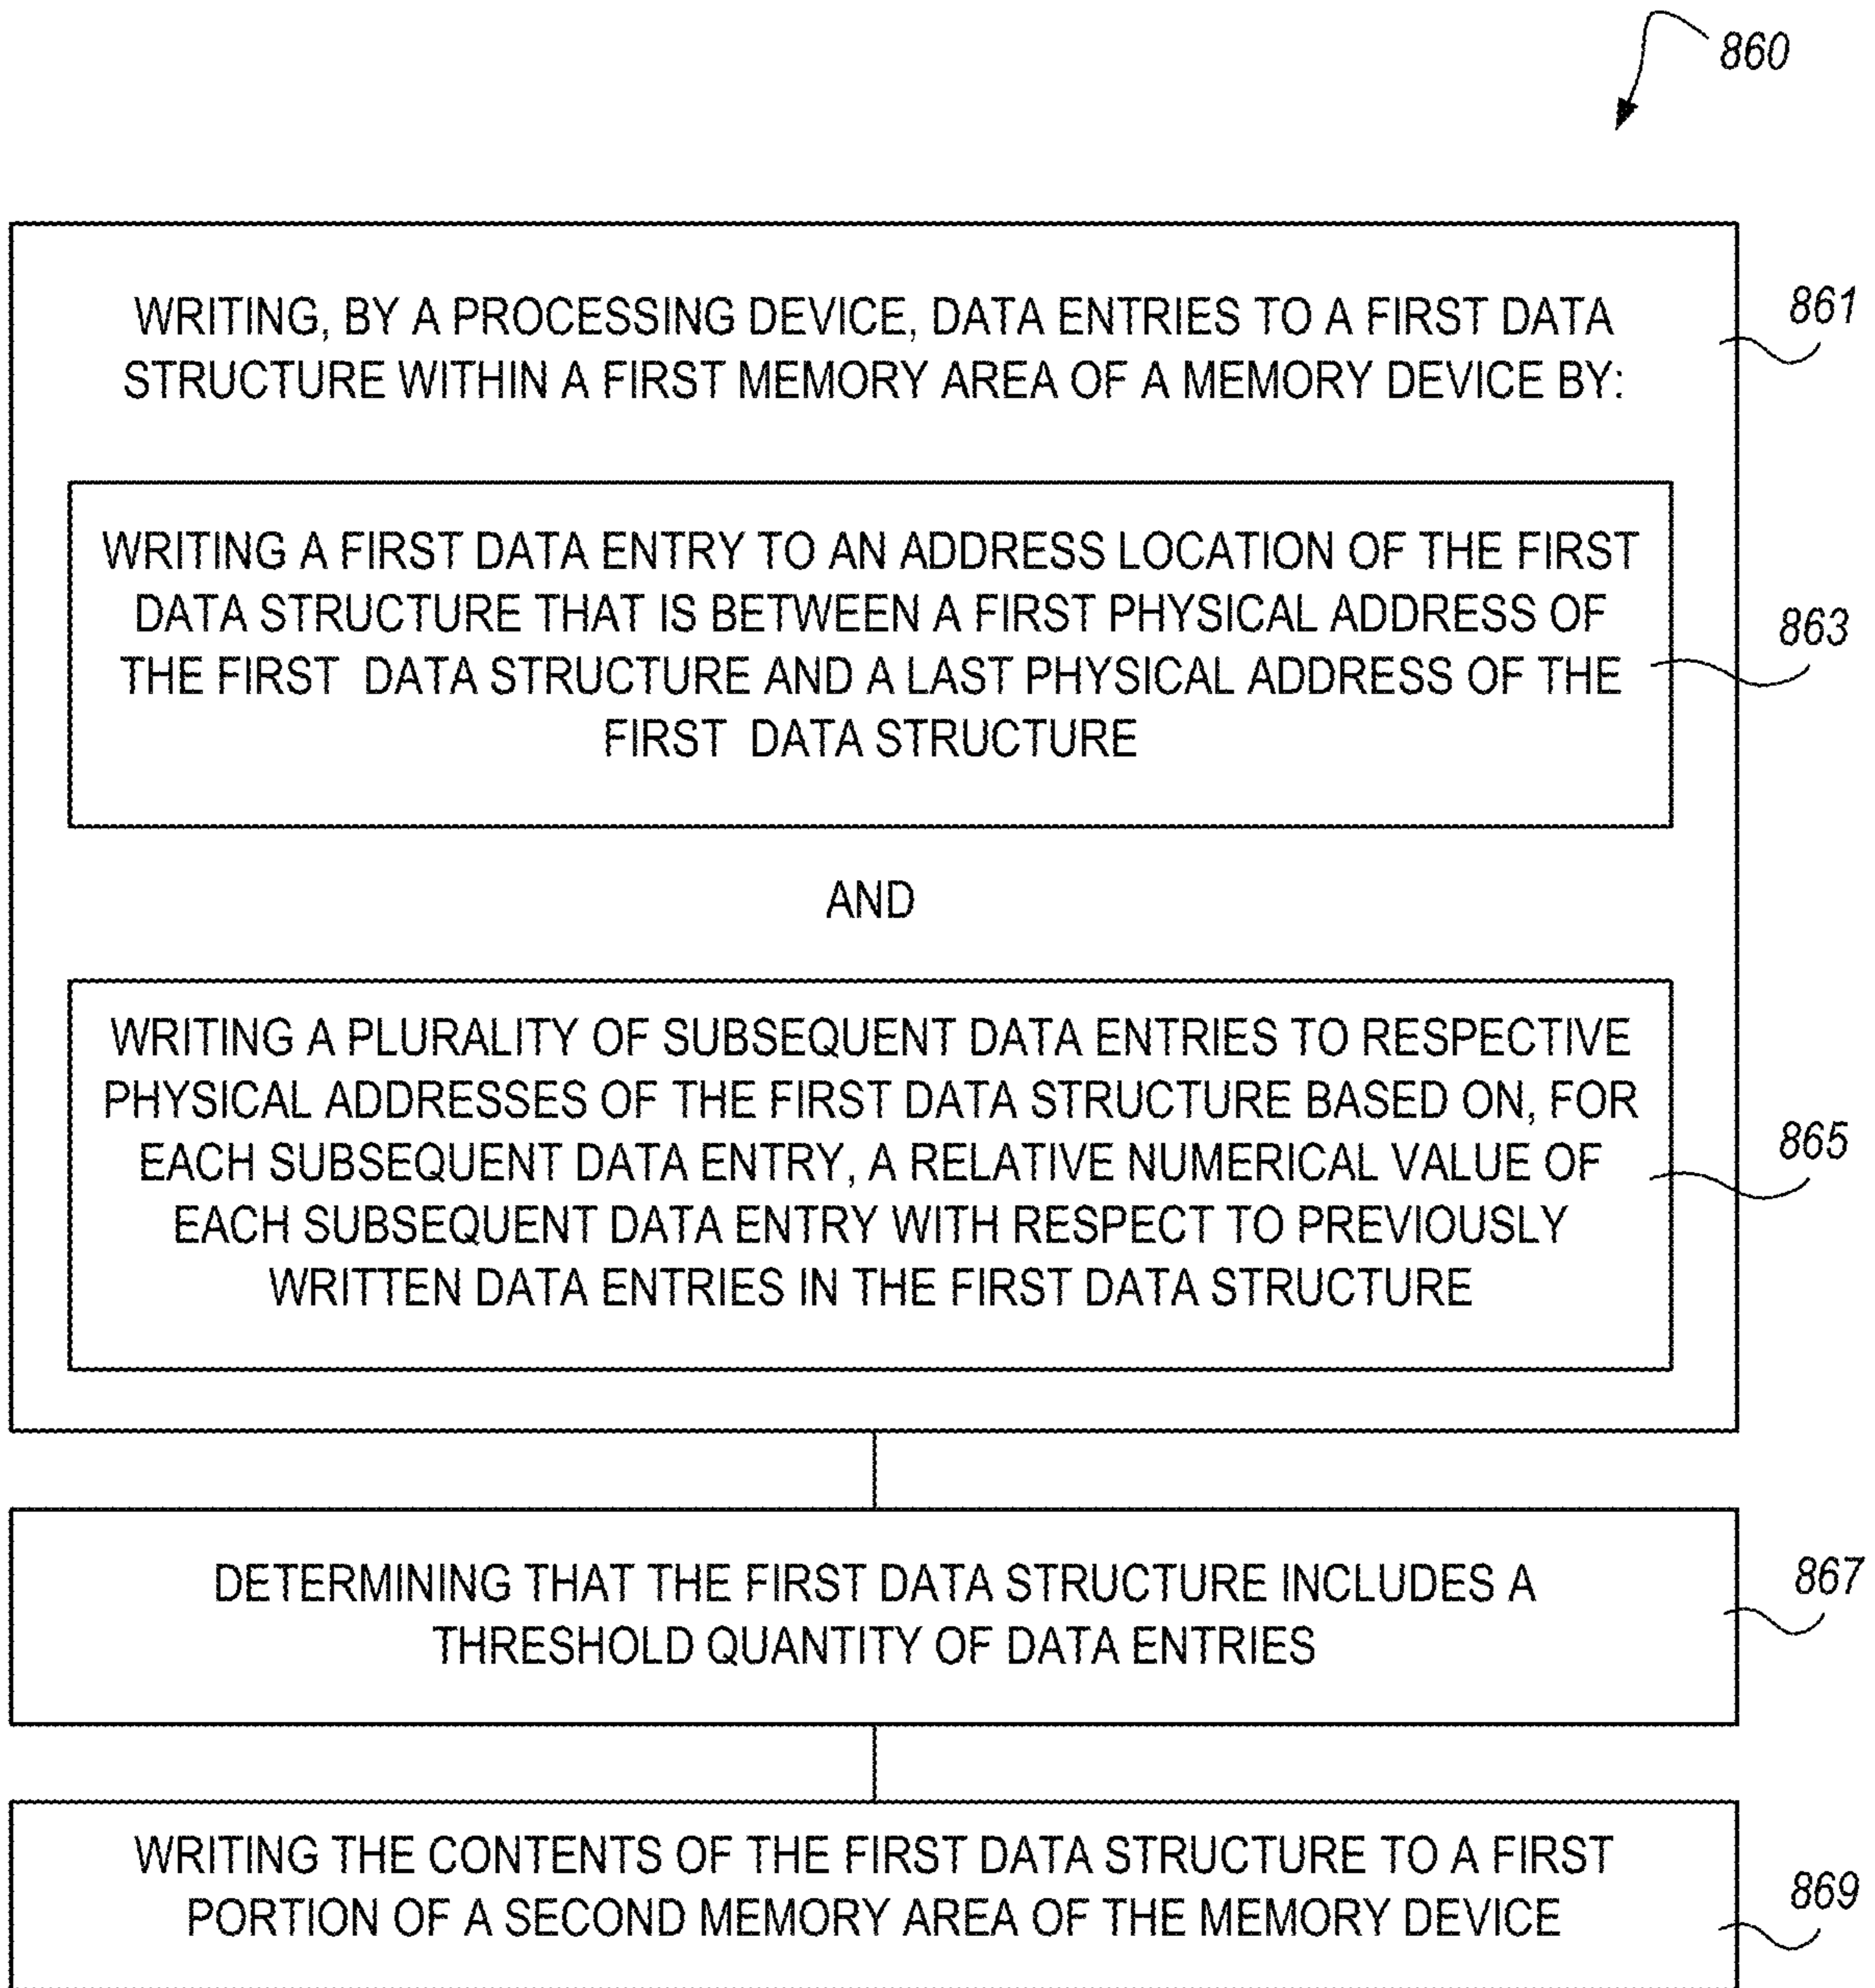 860
WRITING, BY A PROCESSING DEVICE, DATA ENTRIES TO A FIRST DATA
STRUCTURE WITHIN A FIRST MEMORY AREA OF A MEMORY DEVICE BY:
861
WRITING A FIRST DATA ENTRY TO AN ADDRESS LOCATION OF THE FIRST
DATA STRUCTURE THAT IS BETWEEN A FIRST PHYSICAL ADDRESS OF
THE FIRST DATA STRUCTURE AND A LAST PHYSICAL ADDRESS OF THE
FIRST DATA STRUCTURE
863
AND
WRITING A PLURALITY OF SUBSEQUENT DATA ENTRIES TO RESPECTIVE
PHYSICAL ADDRESSES OF THE FIRST DATA STRUCTURE BASED ON, FOR
EACH SUBSEQUENT DATA ENTRY, A RELATIVE NUMERICAL VALUE OF
EACH SUBSEQUENT DATA ENTRY WITH RESPECT TO PREVIOUSLY
WRITTEN DATA ENTRIES IN THE FIRST DATA STRUCTURE
865
DETERMINING THAT THE FIRST DATA STRUCTURE INCLUDES A
THRESHOLD QUANTITY OF DATA ENTRIES
867
WRITING THE CONTENTS OF THE FIRST DATA STRUCTURE TO A FIRST
PORTION OF A SECOND MEMORY AREA OF THE MEMORY DEVICE
869